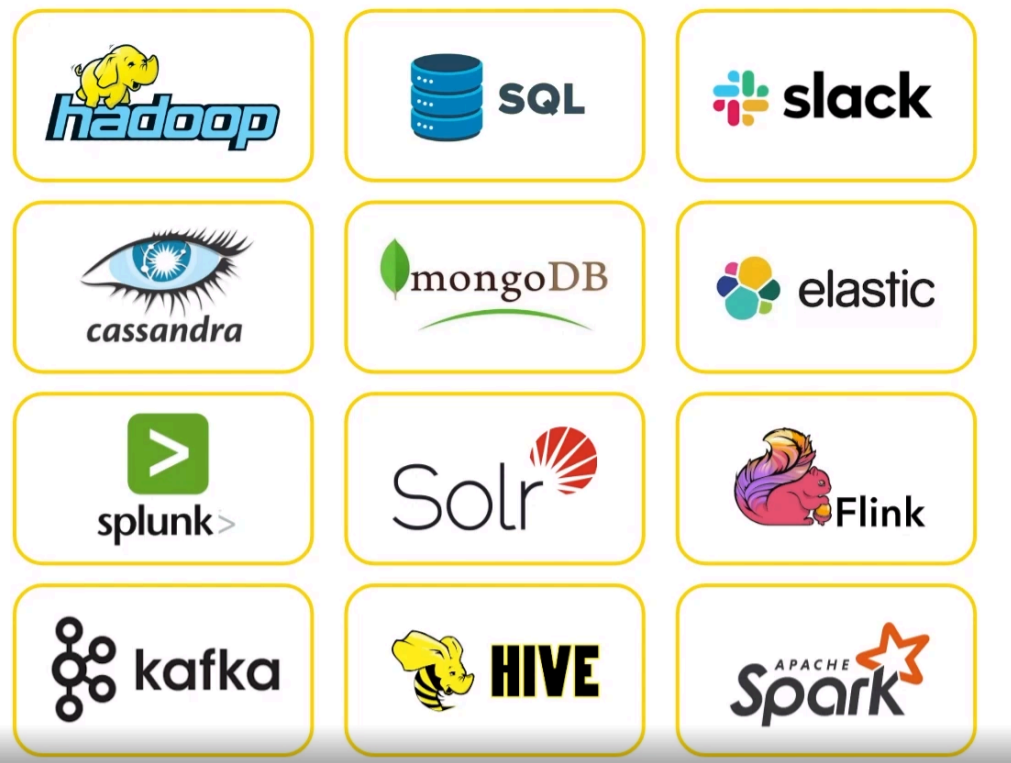 hadoop
SQL
slack
cassandra
mongoDB
elastic
splunk>
Solr
Flink
kafka
HIVE
APACHE
Spark